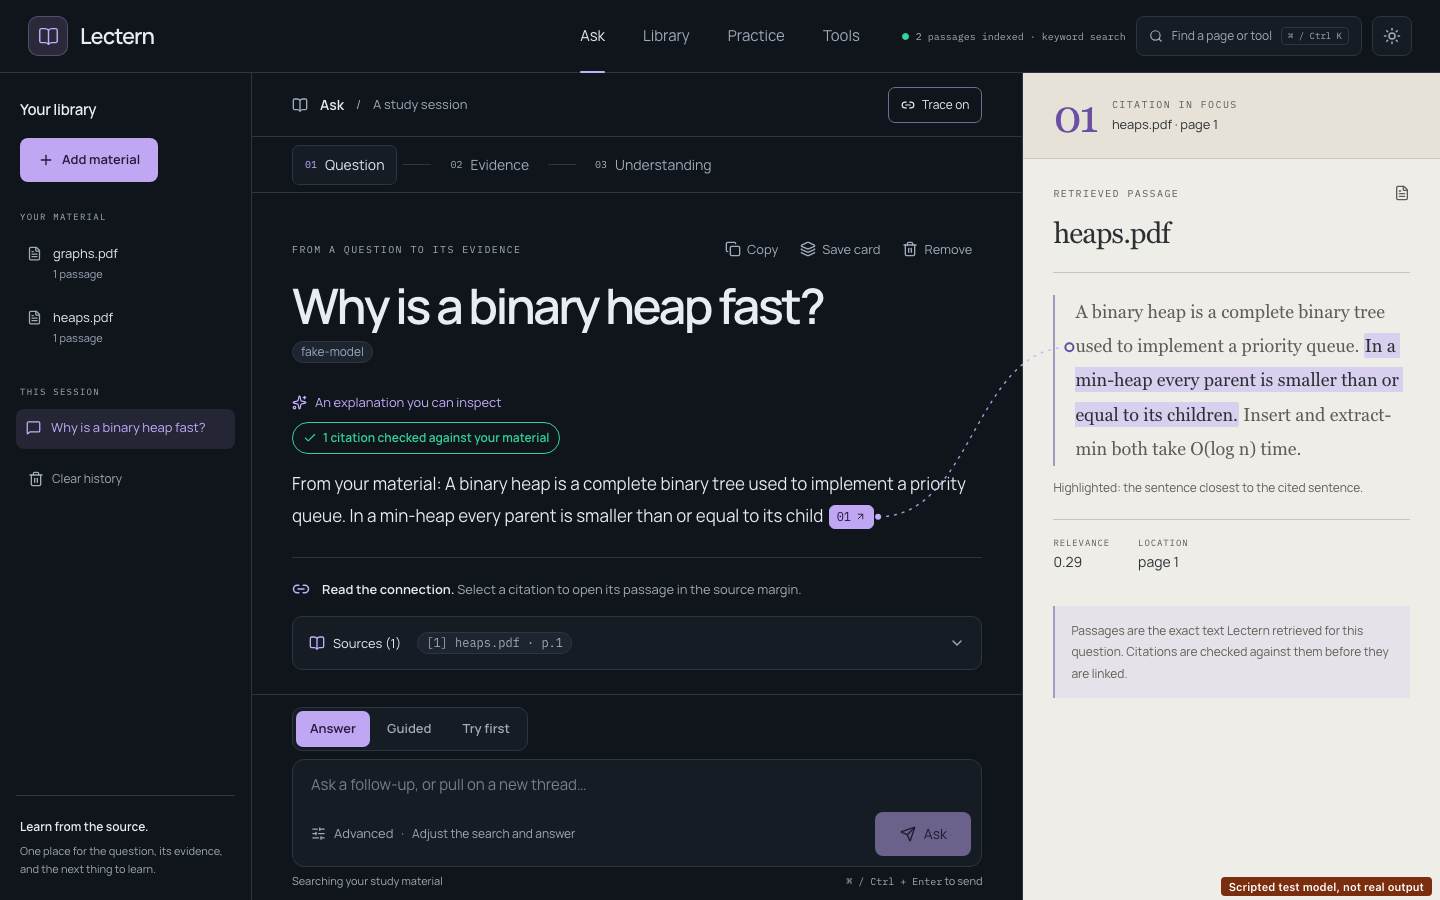 Lectern
Ask
Library
Practice
Tools
2 passages indexed · keyword search
Find a page or tool
⌘ / Ctrl K
Your library
Add material
YOUR MATERIAL
graphs.pdf
1 passage
heaps.pdf
1 passage
THIS SESSION
Why is a binary heap fast?
Clear history
Learn from the source.
One place for the question, its evidence,
and the next thing to learn.
Ask / A study session
Trace on
01 Question
02 Evidence
03 Understanding
FROM A QUESTION TO ITS EVIDENCE
Copy
Save card
Remove
Why is a binary heap fast?
fake-model
An explanation you can inspect
1 citation checked against your material
From your material: A binary heap is a complete binary tree used to implement a priority
queue. In a min-heap every parent is smaller than or equal to its child 01 ↗
Read the connection. Select a citation to open its passage in the source margin.
Sources (1) [1] heaps.pdf · p.1
Answer
Guided
Try first
Ask a follow-up, or pull on a new thread...
Advanced · Adjust the search and answer
Ask
Searching your study material
⌘ / Ctrl + Enter to send
01
CITATION IN FOCUS
heaps.pdf · page 1
RETRIEVED PASSAGE
heaps.pdf
A binary heap is a complete binary tree
used to implement a priority queue. In a
min-heap every parent is smaller than or
equal to its children. Insert and extract-
min both take O(log n) time.
Highlighted: the sentence closest to the cited sentence.
RELEVANCE
0.29
LOCATION
page 1
Passages are the exact text Lectern retrieved for this
question. Citations are checked against them before they
are linked.
Scripted test model, not real output